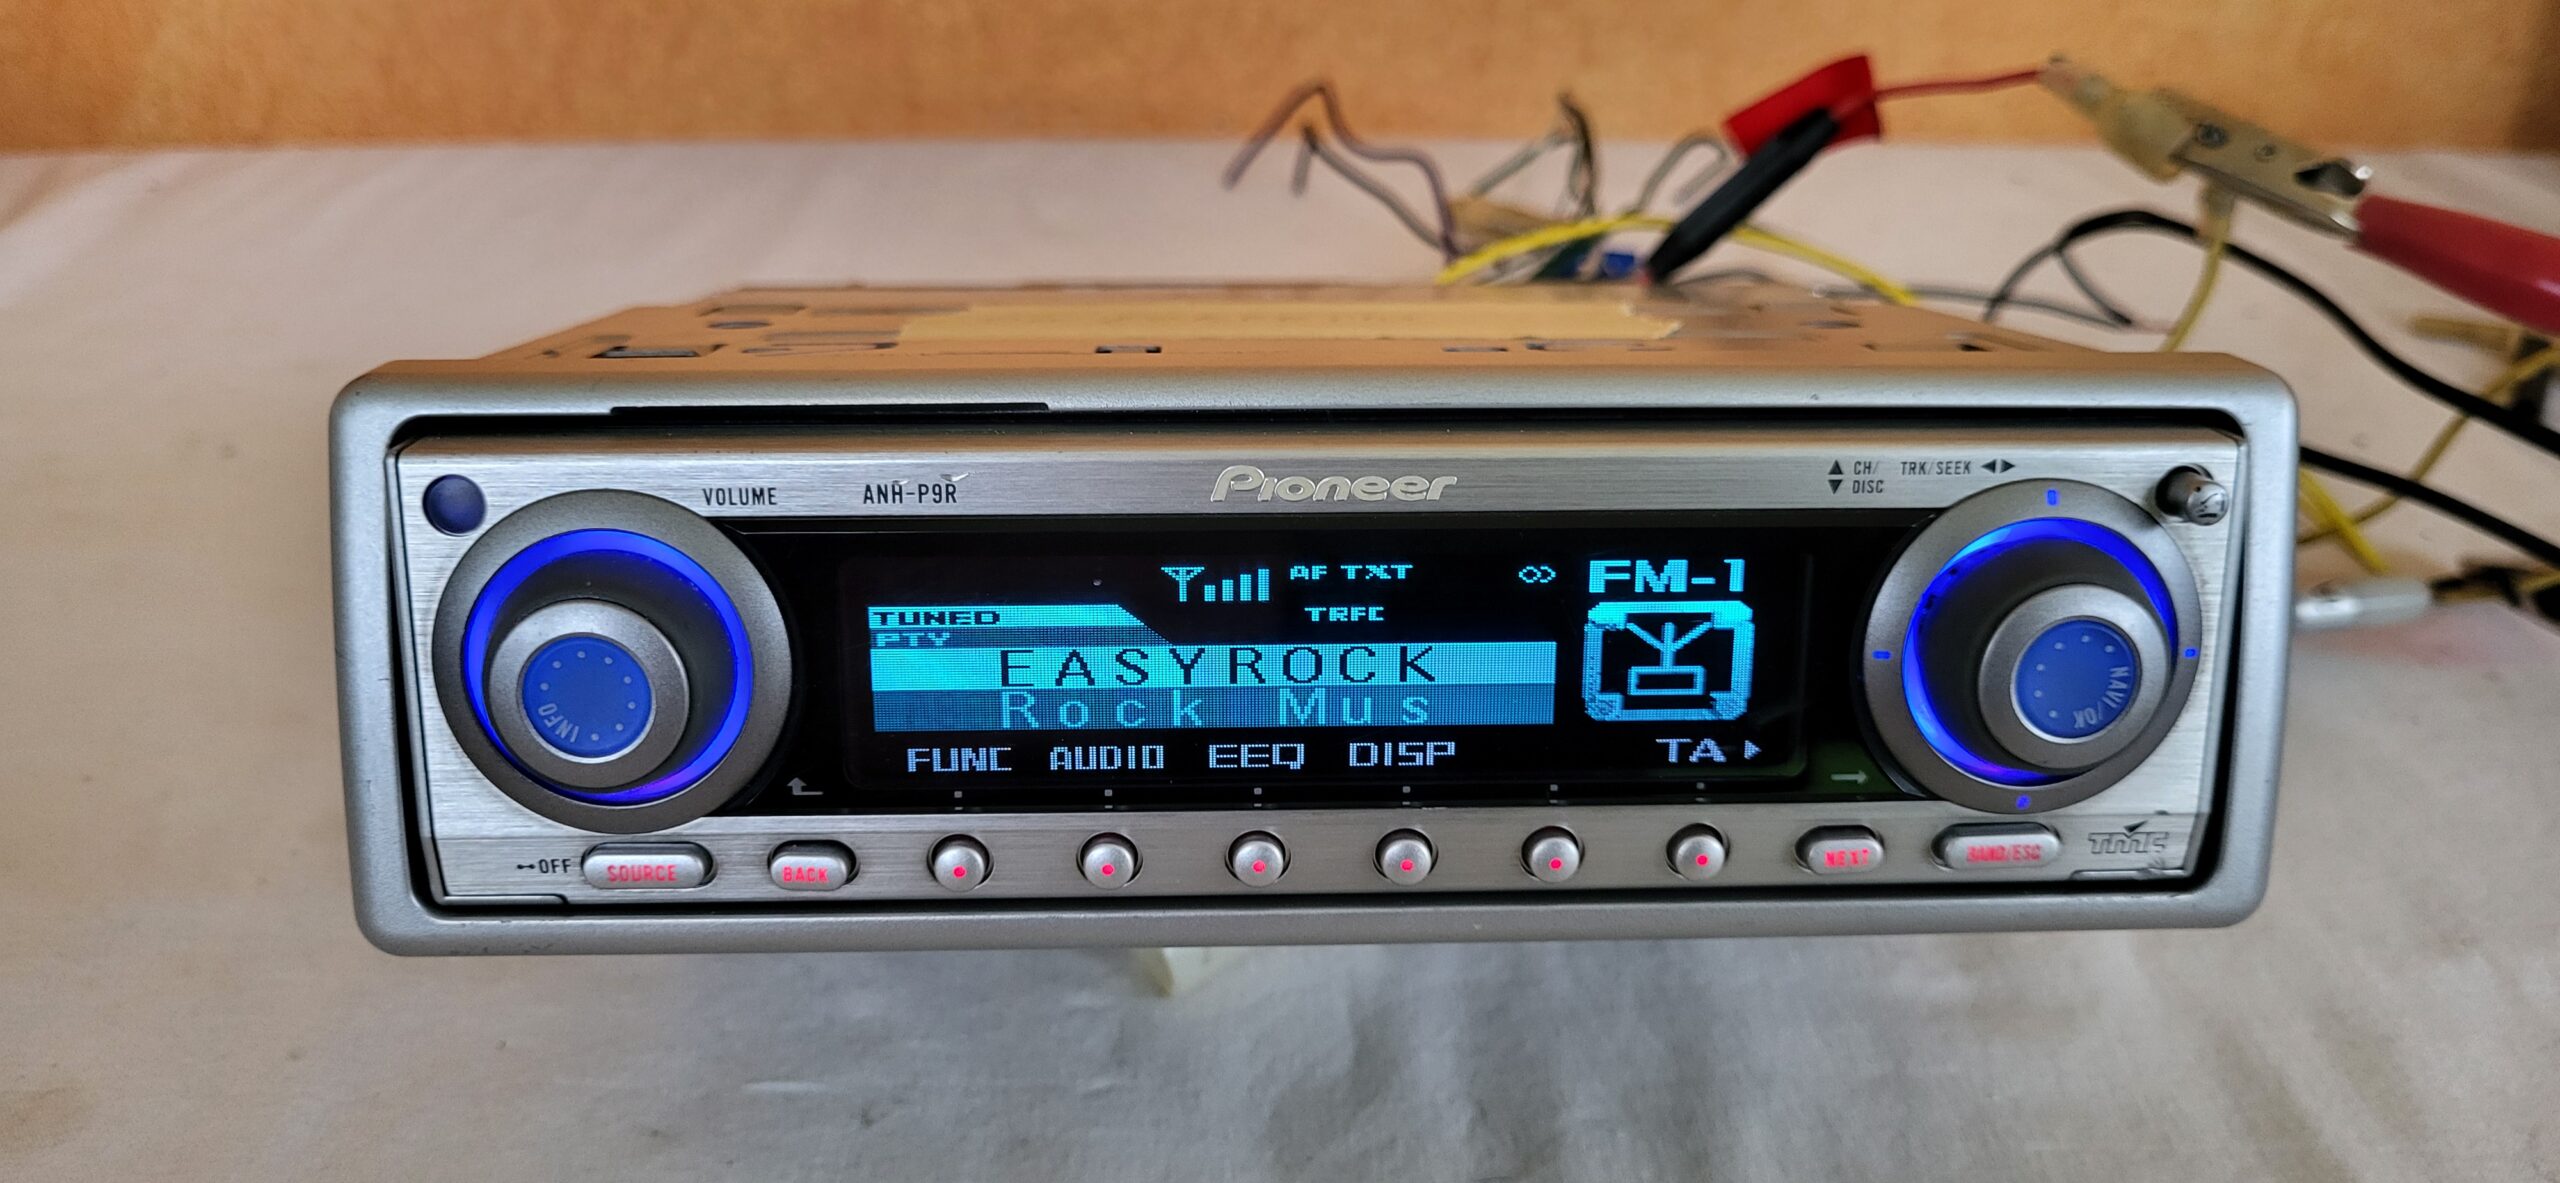 Pioneer
VOLUME
ANH-P9R
CH/ DISC
TRK/SEEK
AF TXT
FM-1
TRFC
TUNED
PTY
EASYROCK
Rock Mus
FUNC AUDIO EEQ DISP TA
INFO
NAVI/OK
OFF SOURCE BACK NEXT BAND/ESC TMC